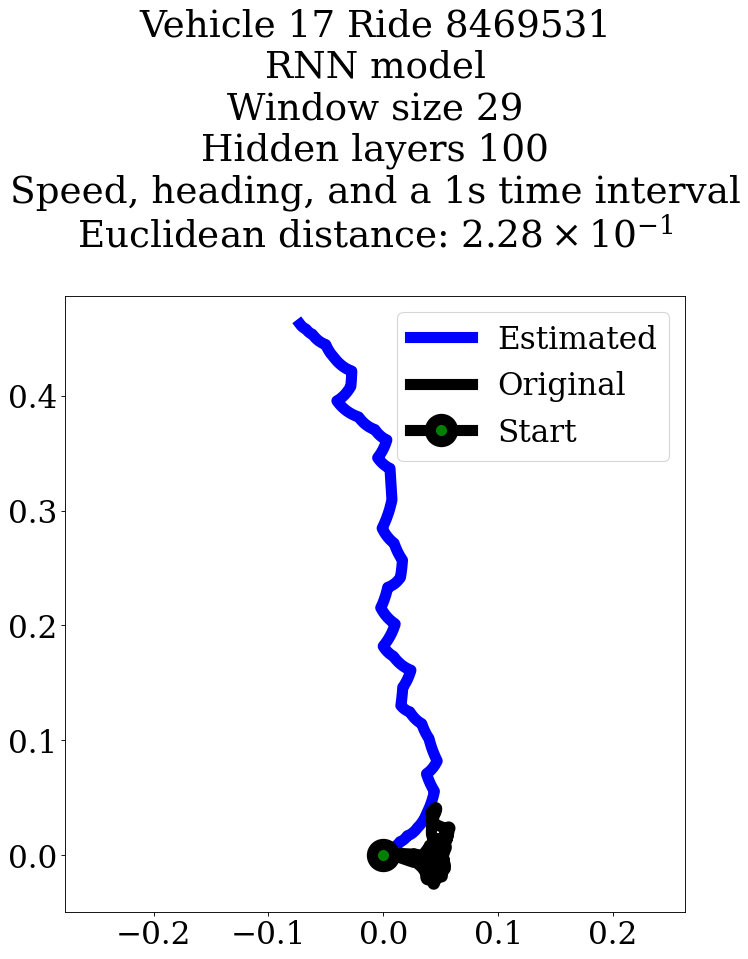 Vehicle 17 Ride 8469531
RNN model
Window size 29
Hidden layers 100
Speed, heading, and a 1s time interval
Euclidean distance: 2.28 × 10⁻¹
Estimated
Original
Start
0.4
0.3
0.2
0.1
0.0
−0.2 −0.1 0.0 0.1 0.2